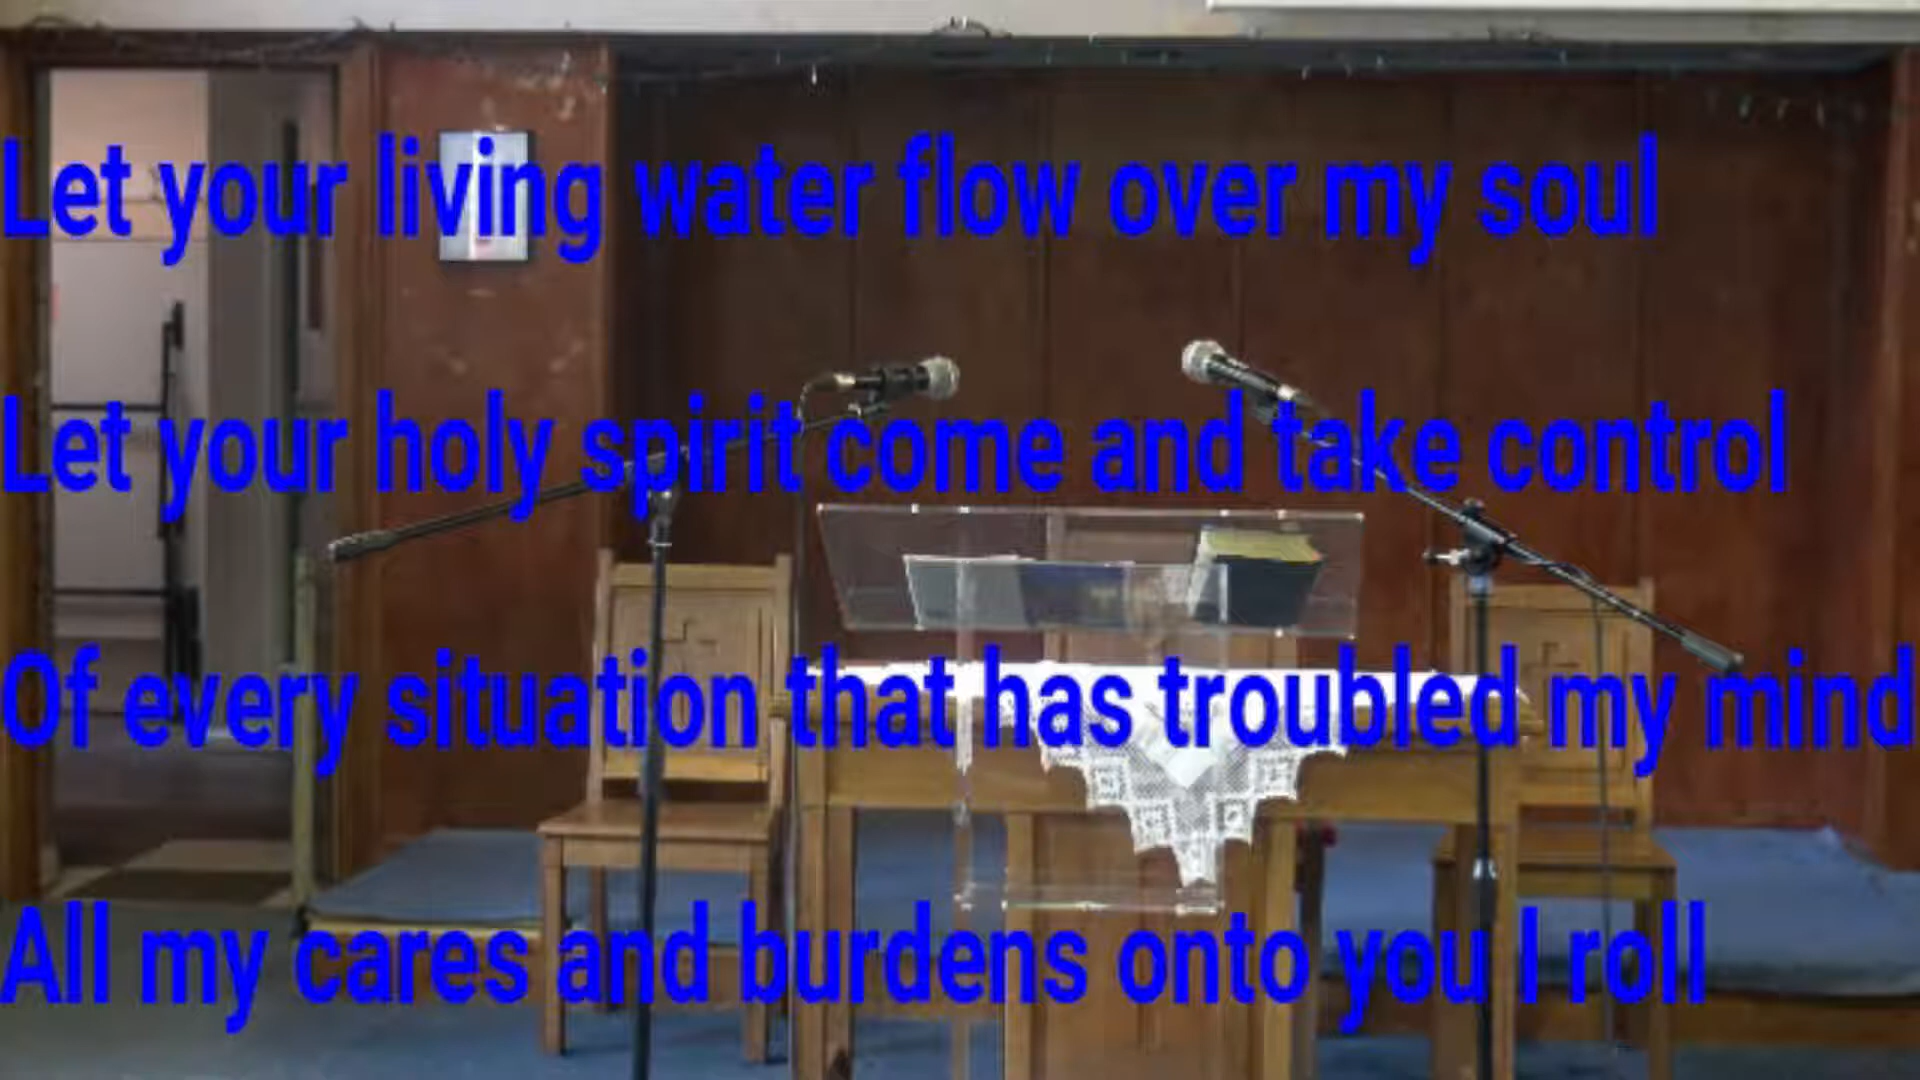 Let your living water flow over my soul
Let your holy spirit come and take control
Of every situation that has troubled my mind
All my cares and burdens onto you I roll